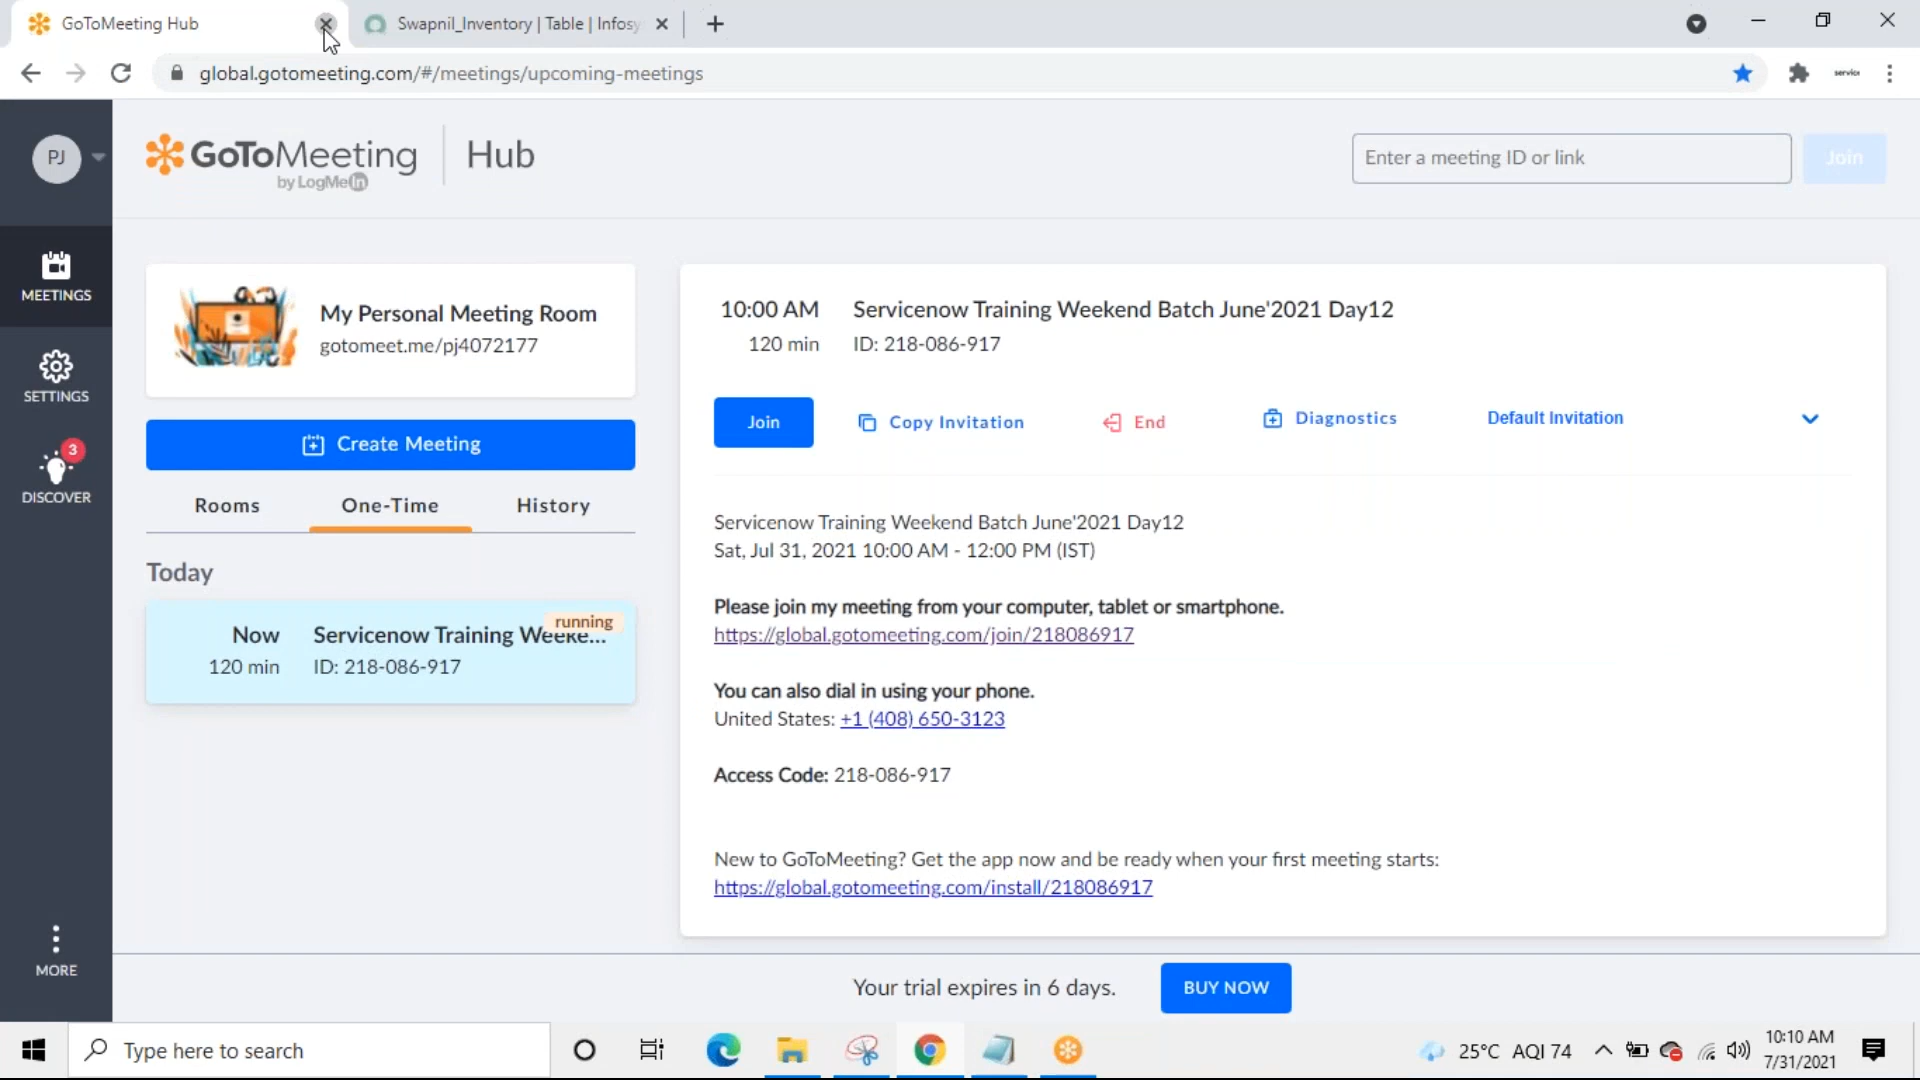 GoToMeeting Hub
Swapnil_Inventory | Table | Infosy
global.gotomeeting.com/#/meetings/upcoming-meetings
service
PJ
GoToMeeting
by LogMeIn
Hub
Enter a meeting ID or link
Join
MEETINGS
SETTINGS
3
DISCOVER
MORE
My Personal Meeting Room
gotomeet.me/pj4072177
Create Meeting
Rooms
One-Time
History
Today
running
Now
Servicenow Training Weeke...
120 min
ID: 218-086-917
10:00 AM
Servicenow Training Weekend Batch June'2021 Day12
120 min
ID: 218-086-917
Join
Copy Invitation
End
Diagnostics
Default Invitation
Servicenow Training Weekend Batch June'2021 Day12
Sat, Jul 31, 2021 10:00 AM - 12:00 PM (IST)
Please join my meeting from your computer, tablet or smartphone.
https://global.gotomeeting.com/join/218086917
You can also dial in using your phone.
United States: +1 (408) 650-3123
Access Code: 218-086-917
New to GoToMeeting? Get the app now and be ready when your first meeting starts:
https://global.gotomeeting.com/install/218086917
Your trial expires in 6 days.
BUY NOW
Type here to search
25°C AQI 74
10:10 AM
7/31/2021